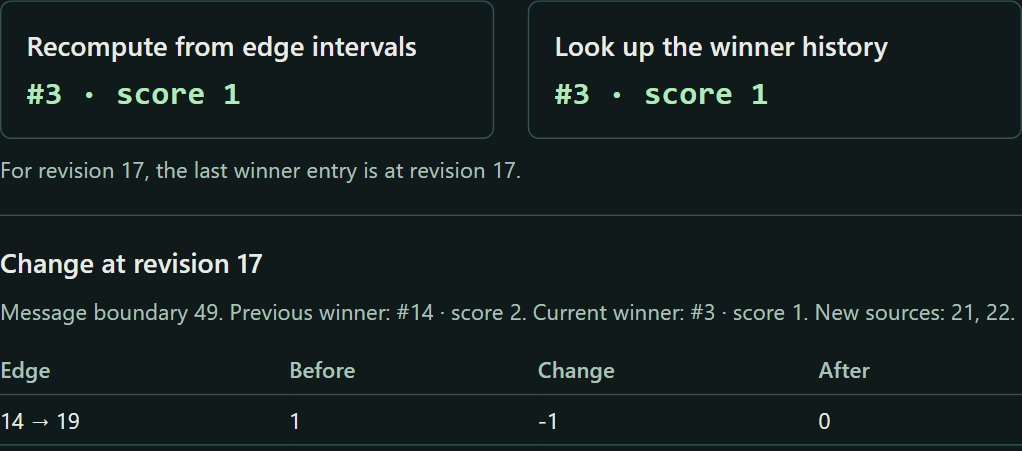 Recompute from edge intervals
#3 · score 1
Look up the winner history
#3 · score 1
For revision 17, the last winner entry is at revision 17.
Change at revision 17
Message boundary 49. Previous winner: #14 · score 2. Current winner: #3 · score 1. New sources: 21, 22.
Edge Before Change After
14 → 19 1 -1 0